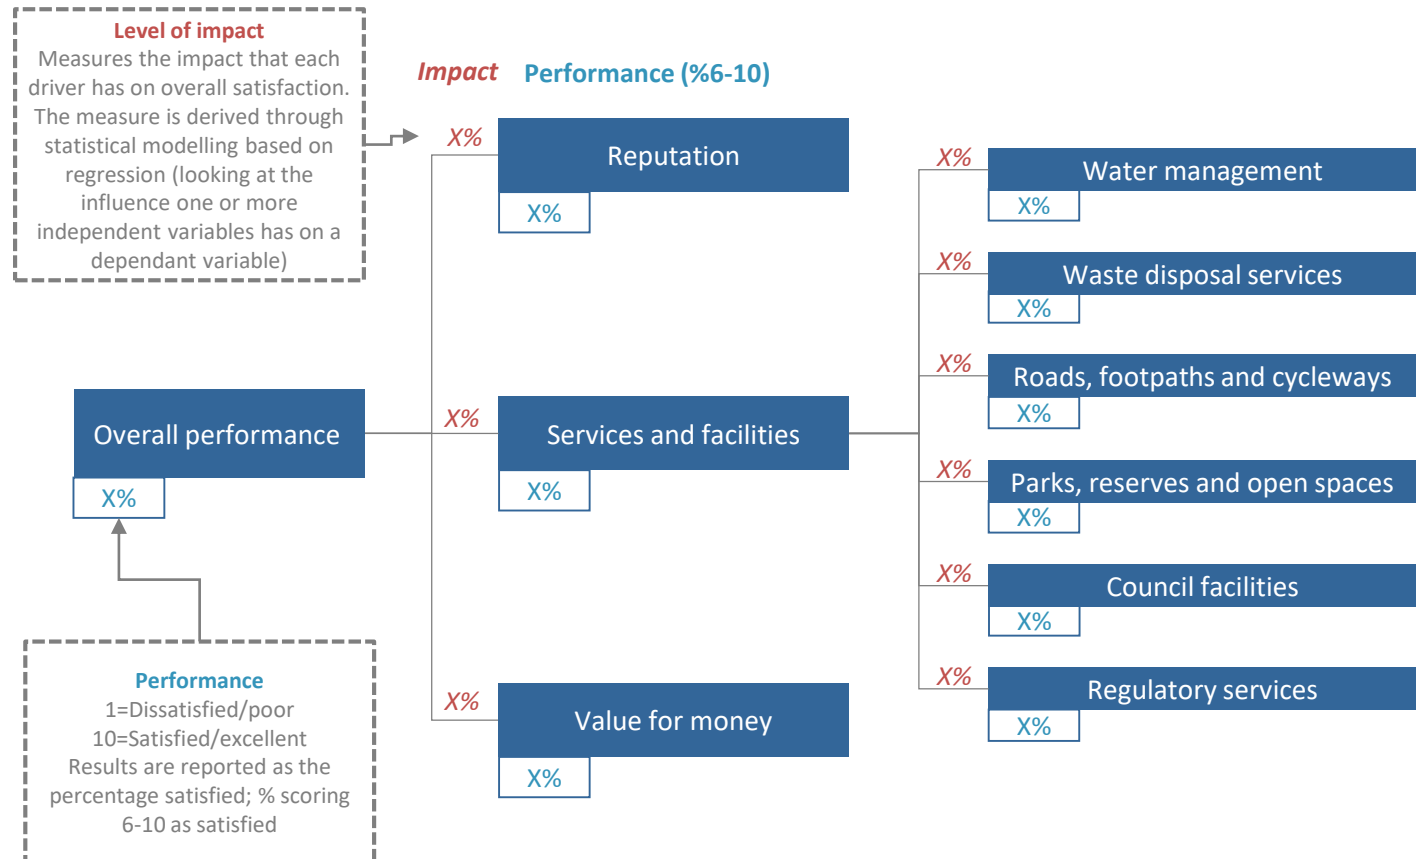 Level of impact
Measures the impact that each
driver has on overall satisfaction.
The measure is derived through
statistical modelling based on
regression (looking at the
influence one or more
independent variables has on a
dependant variable)
Impact Performance (%6-10)
X%
Reputation
X%
X%
Water management
X%
X%
Waste disposal services
X%
X%
Roads, footpaths and cycleways
X%
Overall performance
X%
X%
Services and facilities
X%
X%
Parks, reserves and open spaces
X%
X%
Council facilities
X%
X%
Regulatory services
X%
X%
Value for money
X%
Performance
1=Dissatisfied/poor
10=Satisfied/excellent
Results are reported as the
percentage satisfied; % scoring
6-10 as satisfied